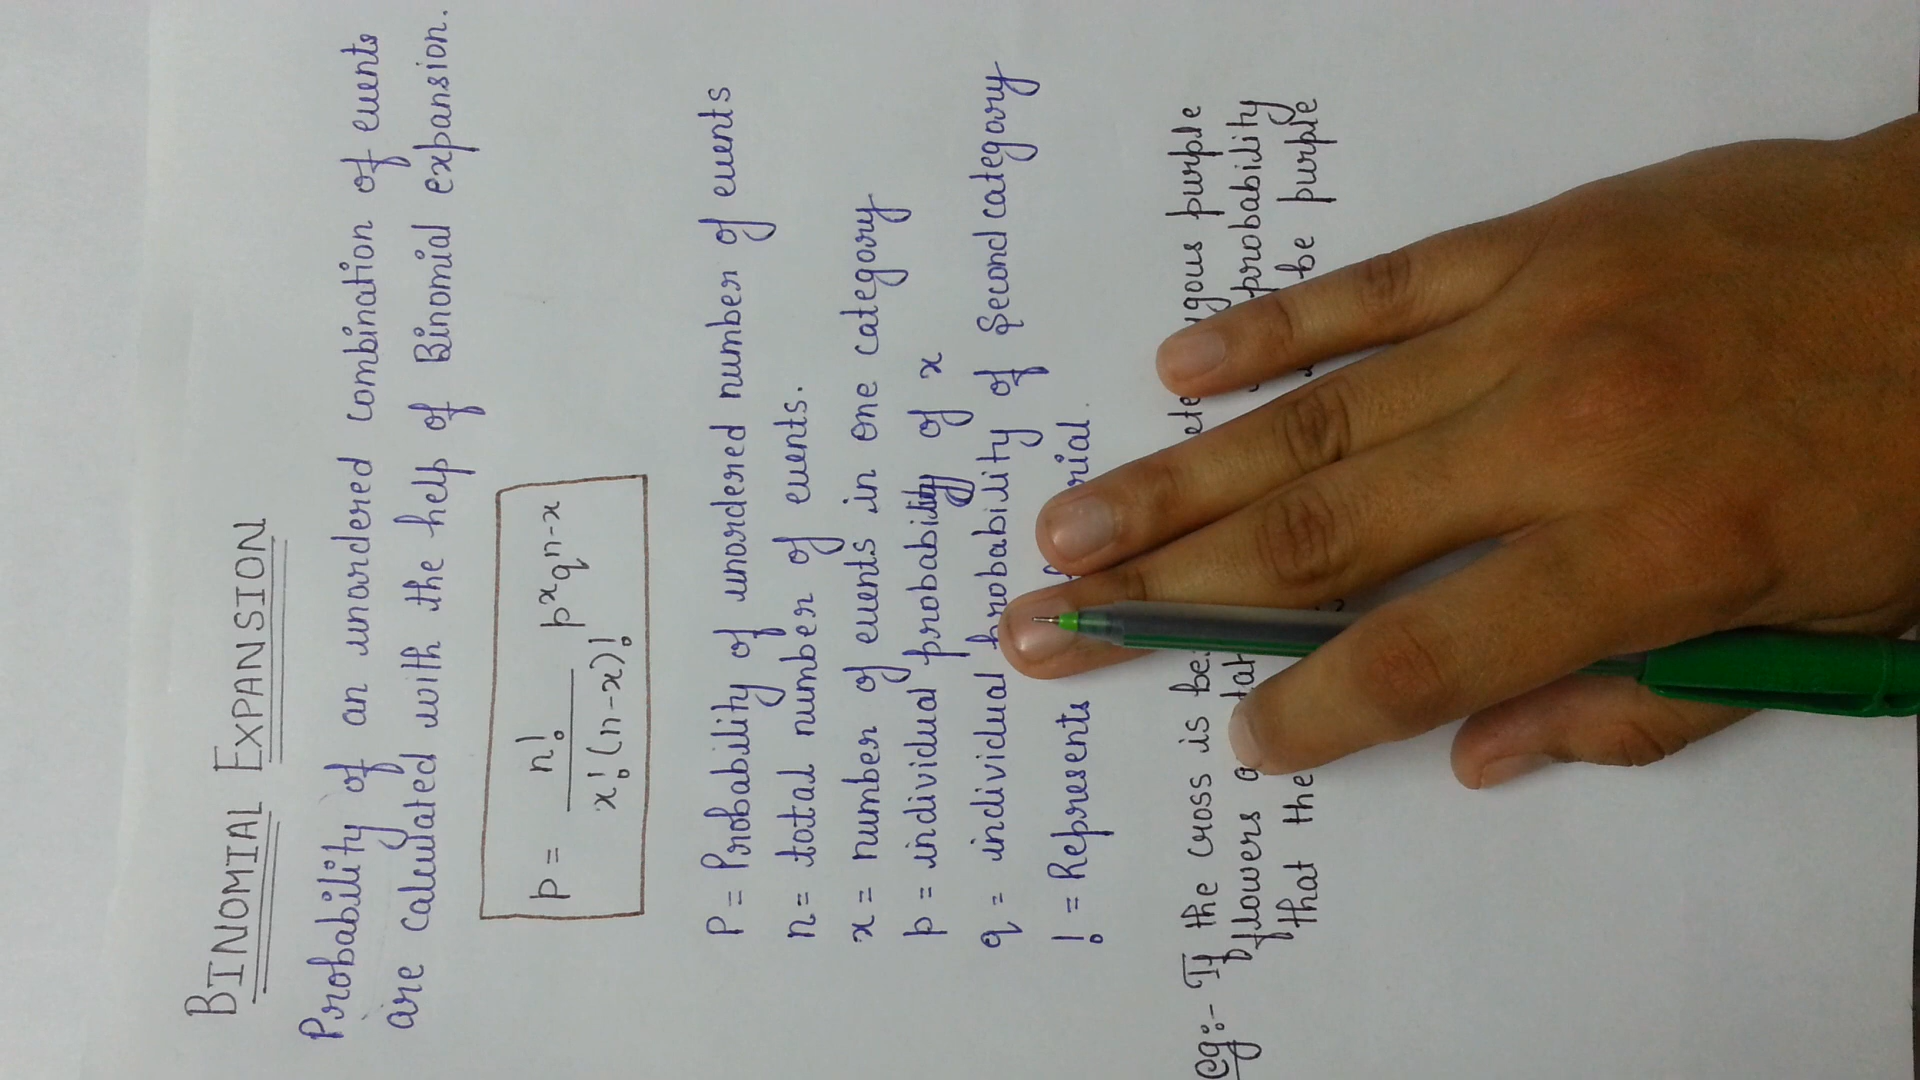 BINOMIAL EXPANSION
Probability of an unordered combination of events
are calculated with the help of Binomial expansion.
p = n! / x! (n-x)! p^x q^n-x
P = Probability of unordered number of events
n = total number of events.
x = number of events in one category
p = individual probability of x
q = individual probability of Second category
! = Represents
eg:- If the cross is purple
flowers probability
that the be purple